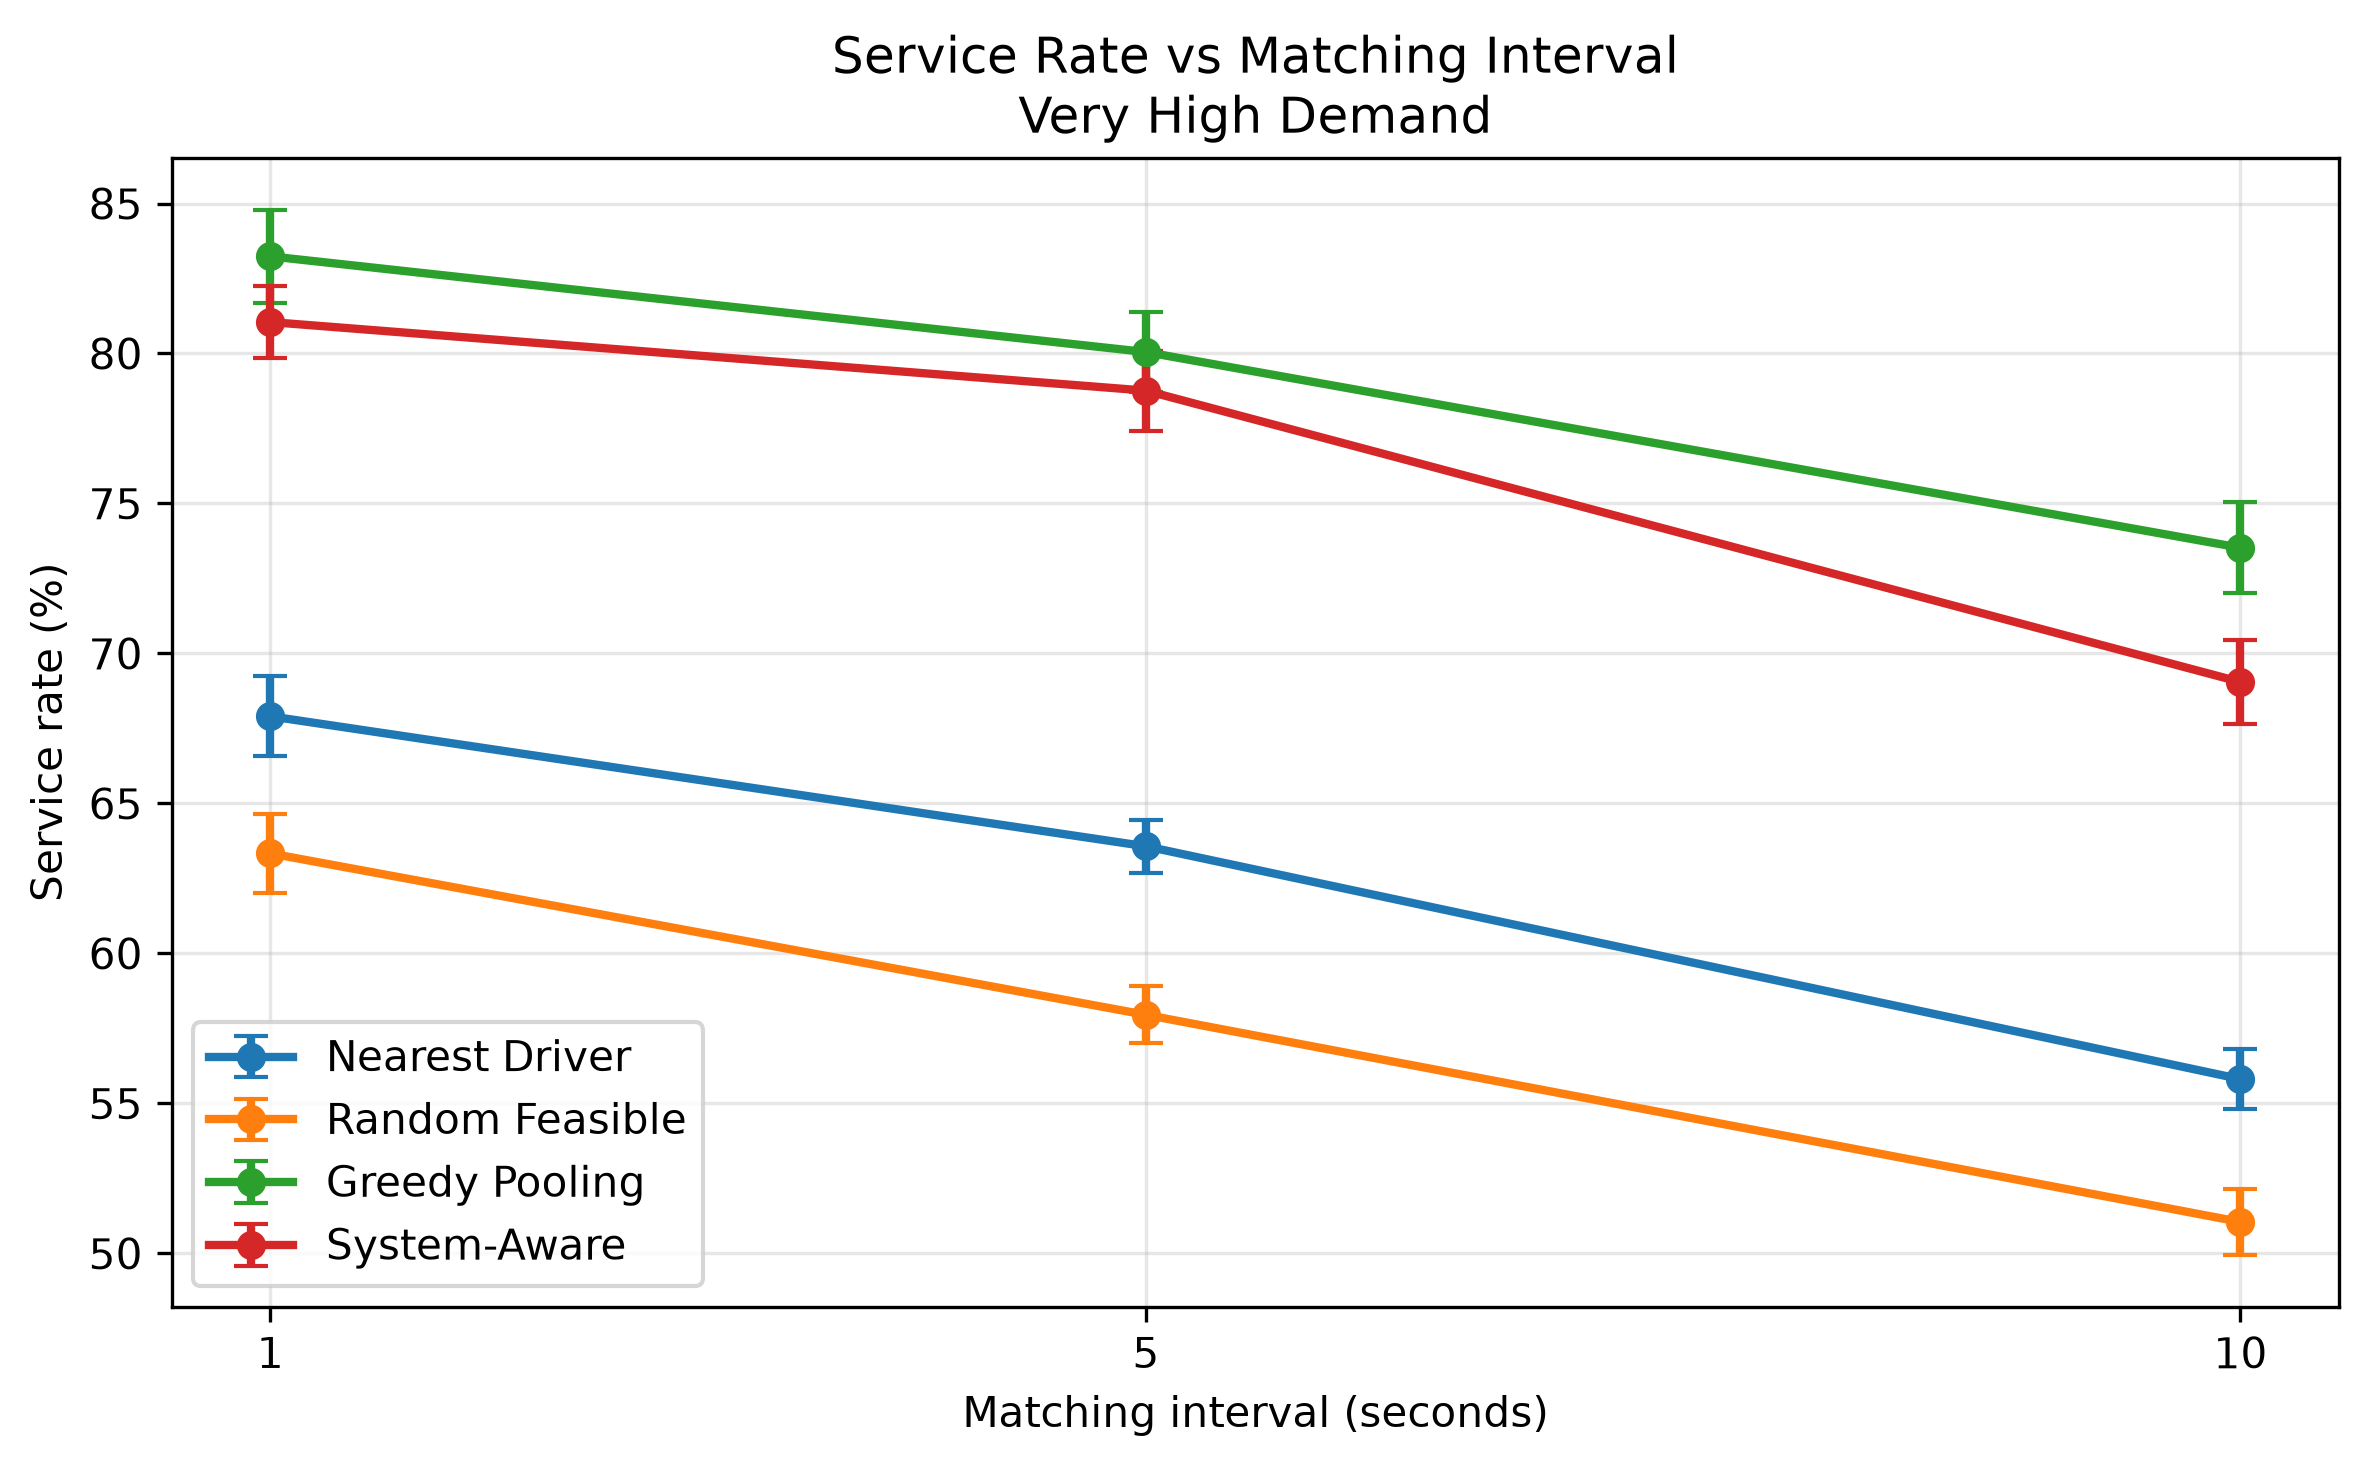 Service Rate vs Matching Interval
Very High Demand
Service rate (%)
85
80
75
70
65
60
55
50
Nearest Driver
Random Feasible
Greedy Pooling
System-Aware
1 5 10
Matching interval (seconds)